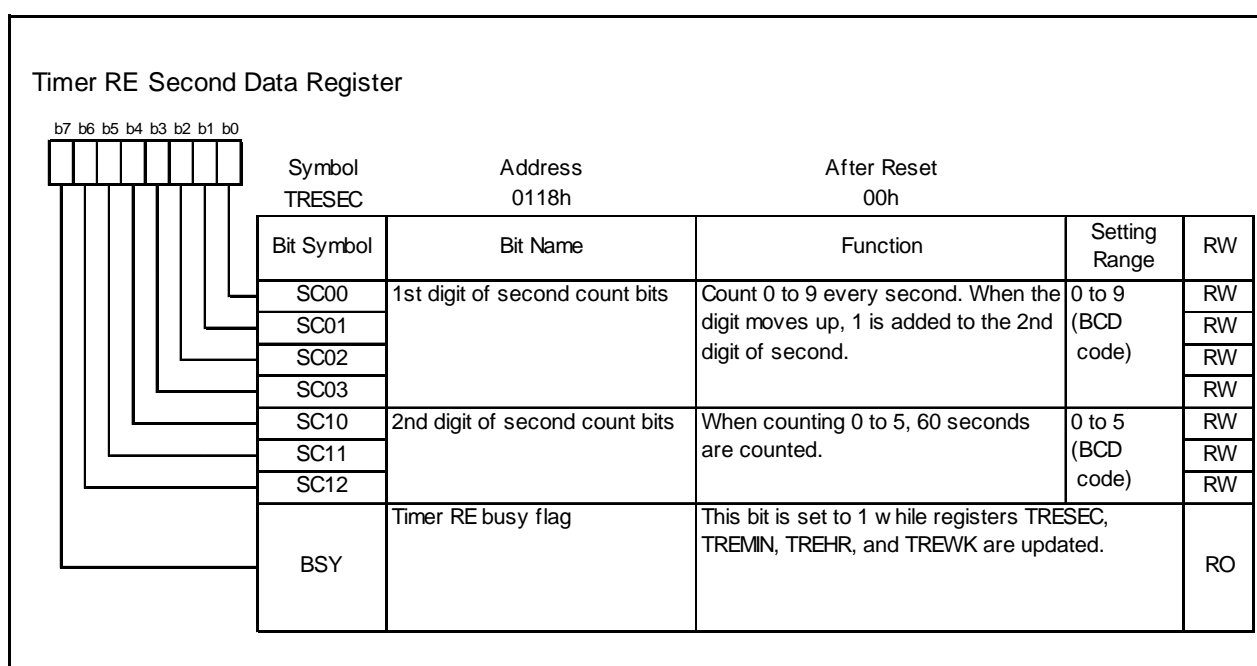 Timer RE Second Data Register
b7 b6 b5 b4 b3 b2 b1 b0
Symbol Address After Reset
TRESEC 0118h 00h
Bit Symbol Bit Name Function Setting Range RW
SC00 1st digit of second count bits Count 0 to 9 every second. When the 0 to 9 RW
SC01 digit moves up, 1 is added to the 2nd (BCD RW
SC02 digit of second. code) RW
SC03 RW
SC10 2nd digit of second count bits When counting 0 to 5, 60 seconds 0 to 5 RW
SC11 are counted. (BCD RW
SC12 code) RW
Timer RE busy flag This bit is set to 1 while registers TRESEC,
TREMIN, TREHR, and TREWK are updated.
BSY RO